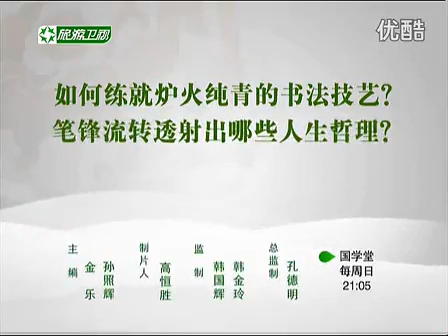 旅游卫视
优酷
如何练就炉火纯青的书法技艺?
笔锋流转透射出哪些人生哲理?
主编
金乐
孙照辉
制片人
高恒胜
监制
韩国辉
韩金玲
总监制
孔德明
国学堂
每周日
21:05